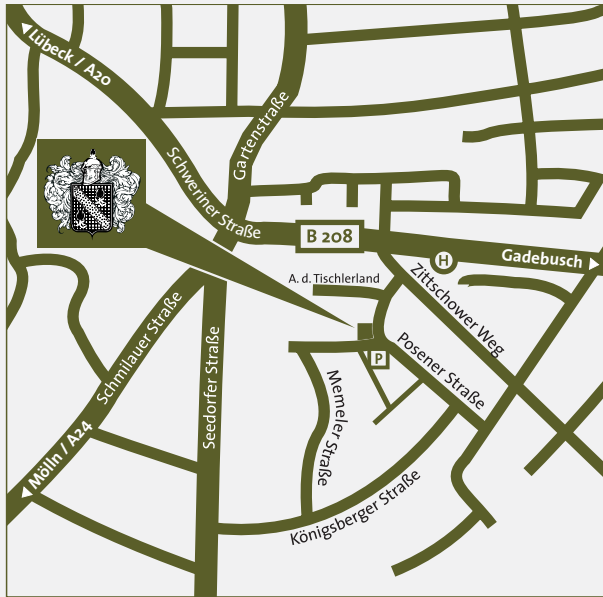 Lübeck / A20
Gartenstraße
Schweriner Straße
B 208
H
Gadebusch
A. d. Tischlerland
Zittschower Weg
Schmilauer Straße
Seedorfer Straße
P
Posener Straße
Memeler Straße
Mölln / A24
Königsberger Straße